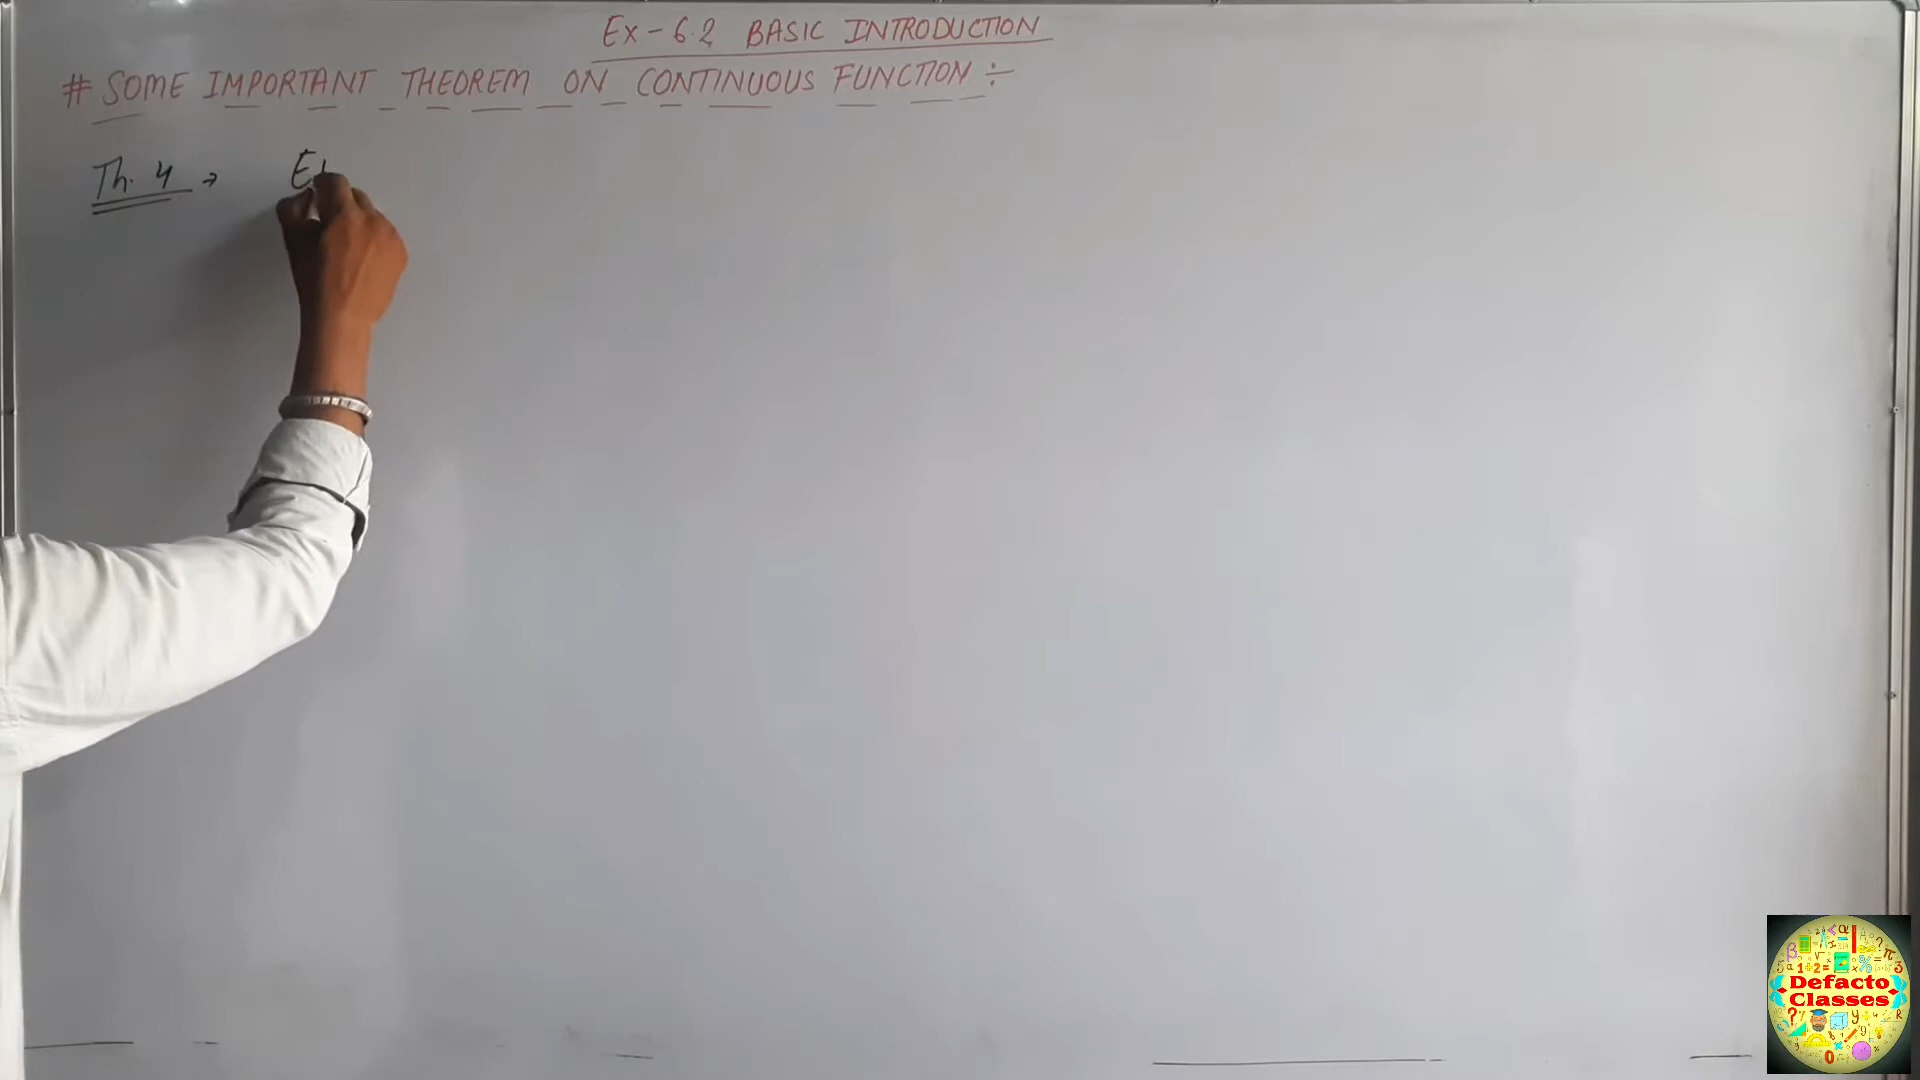 Ex - 6.2 BASIC INTRODUCTION
# SOME IMPORTANT THEOREM ON CONTINUOUS FUNCTION ÷
Th. 4 →
Defacto
Classes